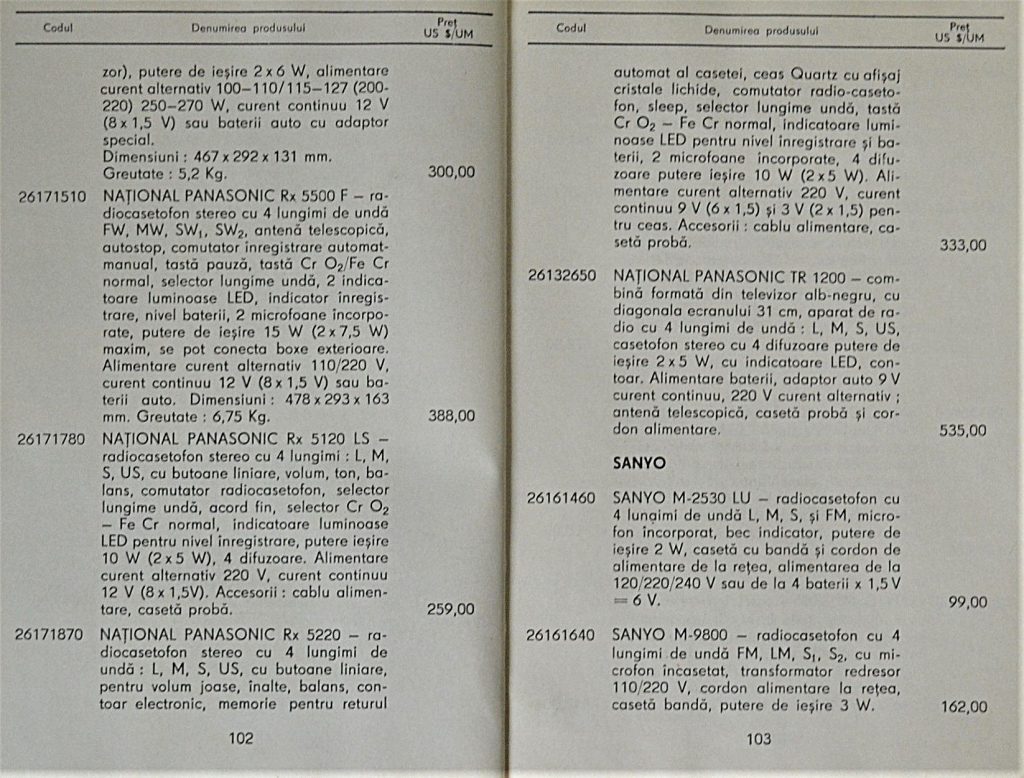 Codul Denumirea produsului Preț US $/UM
zor), putere de ieșire 2 x 6 W, alimentare
curent alternativ 100—110/115—127 (200-
220) 250—270 W, curent continuu 12 V
(8 x 1,5 V) sau baterii auto cu adaptor
special.
Dimensiuni : 467 x 292 x 131 mm.
Greutate : 5,2 Kg. 300,00
26171510 NAȚIONAL PANASONIC Rx 5500 F — ra-
diocasetofon stereo cu 4 lungimi de undă
FW, MW, SW₁, SW₂, antenă telescopică,
autostop, comutator înregistrare automat-
manual, tastă pauză, tastă Cr O₂/Fe Cr
normal, selector lungime undă, 2 indica-
toare luminoase LED, indicator înregis-
trare, nivel baterii, 2 microfoane incorpo-
rate, putere de ieșire 15 W (2 x 7,5 W)
maxim, se pot conecta boxe exterioare.
Alimentare curent alternativ 110/220 V,
curent continuu 12 V (8 x 1,5 V) sau ba-
terii auto. Dimensiuni : 478 x 293 x 163
mm. Greutate : 6,75 Kg. 388,00
26171780 NAȚIONAL PANASONIC Rx 5120 LS —
radiocasetofon stereo cu 4 lungimi : L, M,
S, US, cu butoane liniare, volum, ton, ba-
lans, comutator radiocasetofon, selector
lungime undă, acord fin, selector Cr O₂
— Fe Cr normal, indicatoare luminoase
LED pentru nivel înregistrare, putere ieșire
10 W (2 x 5 W), 4 difuzoare. Alimentare
curent alternativ 220 V, curent continuu
12 V (8 x 1,5V). Accesorii : cablu alimen-
tare, casetă probă. 259,00
26171870 NAȚIONAL PANASONIC Rx 5220 — ra-
diocasetofon stereo cu 4 lungimi de
undă : L, M, S, US, cu butoane liniare,
pentru volum joase, înalte, balans, con-
toar electronic, memorie pentru returul
102
Codul Denumirea produsului Preț US $/UM
automat al casetei, ceas Quartz cu afișaj
cristale lichide, comutator radio-caseto-
fon, sleep, selector lungime undă, tastă
Cr O₂ — Fe Cr normal, indicatoare lumi-
noase LED pentru nivel înregistrare și ba-
terii, 2 microfoane incorporate, 4 difu-
zoare putere ieșire 10 W (2 x 5 W). Ali-
mentare curent alternativ 220 V, curent
continuu 9 V (6 x 1,5) și 3 V (2 x 1,5) pen-
tru ceas. Accesorii : cablu alimentare, ca-
setă probă. 333,00
26132650 NAȚIONAL PANASONIC TR 1200 — com-
bină formată din televizor alb-negru, cu
diagonala ecranului 31 cm, aparat de ra-
dio cu 4 lungimi de undă : L, M, S, US,
casetofon stereo cu 4 difuzoare putere de
ieșire 2 x 5 W, cu indicatoare LED, con-
toar. Alimentare baterii, adaptor auto 9 V
curent continuu, 220 V curent alternativ ;
antenă telescopică, casetă probă și cor-
don alimentare. 535,00
SANYO
26161460 SANYO M-2530 LU — radiocasetofon cu
4 lungimi de undă L, M, S, și FM, micro-
fon încorporat, bec indicator, putere de
ieșire 2 W, casetă cu bandă și cordon de
alimentare de la rețea, alimentarea de la
120/220/240 V sau de la 4 baterii x 1,5 V
= 6 V. 99,00
26161640 SANYO M-9800 — radiocasetofon cu 4
lungimi de undă FM, LM, S₁, S₂, cu mi-
crofon încasetat, transformator redresor
110/220 V, cordon alimentare la rețea,
casetă bandă, putere de ieșire 3 W. 162,00
103